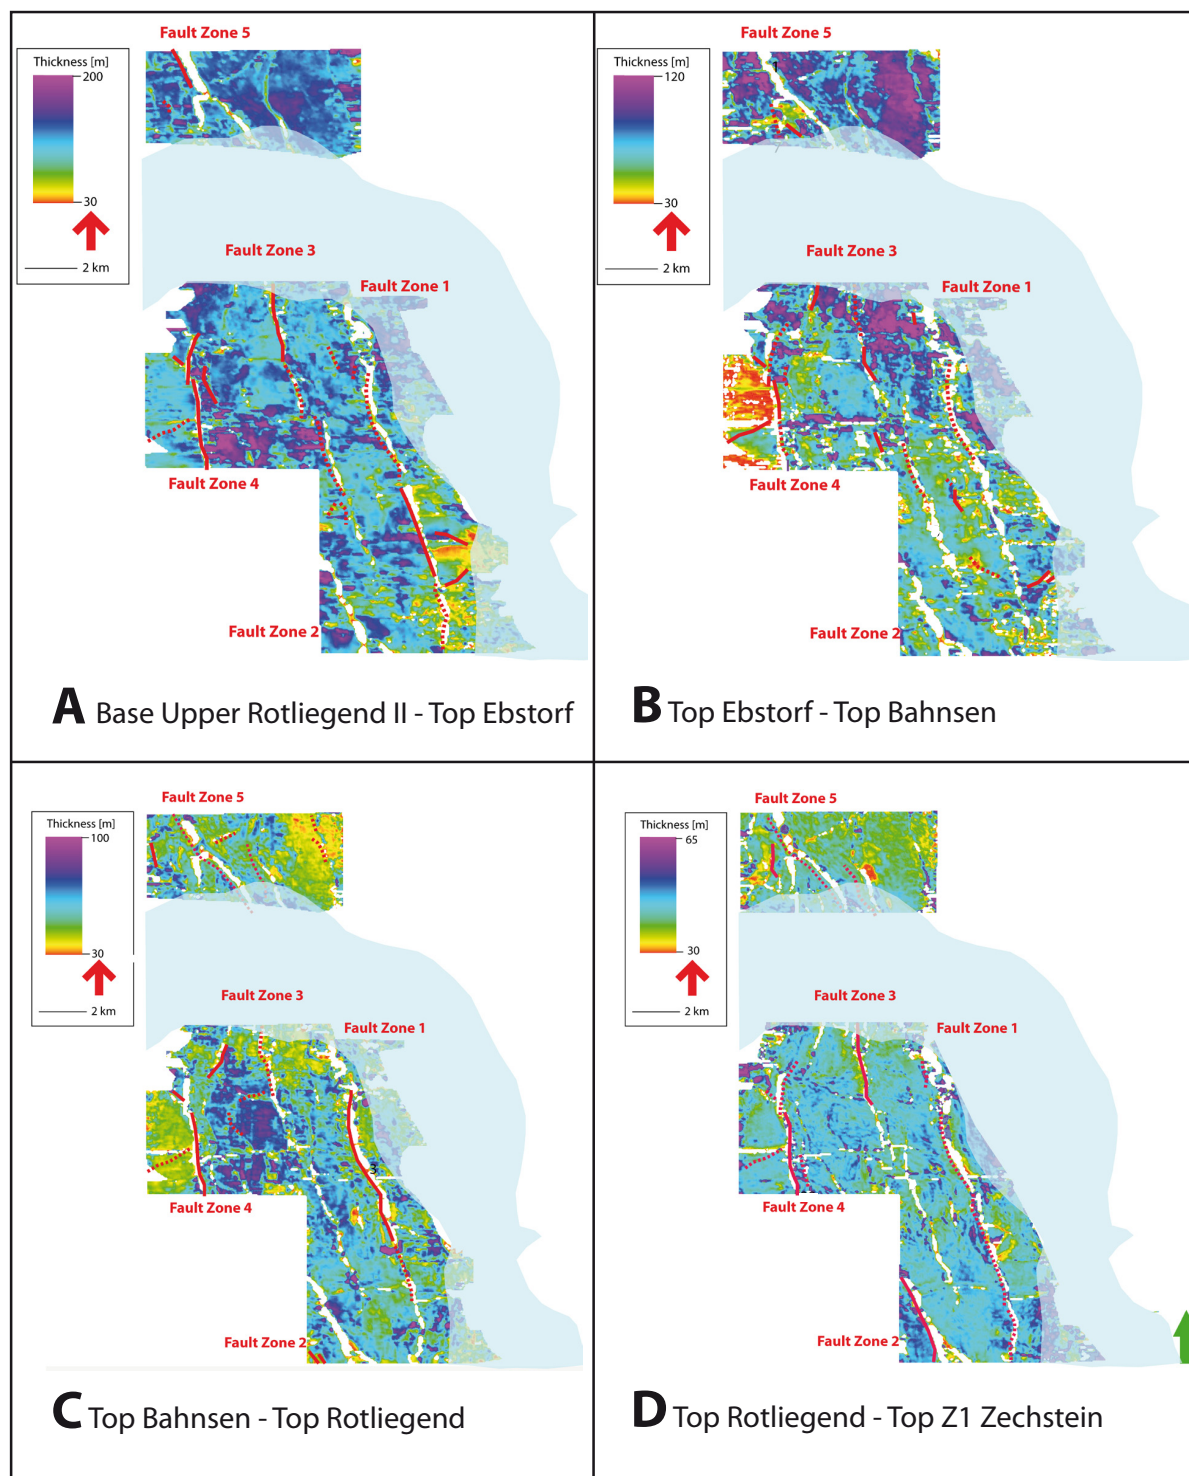 Fault Zone 5
Thickness [m]
200
30
2 km
Fault Zone 3
Fault Zone 1
Fault Zone 4
Fault Zone 2
A Base Upper Rotliegend II - Top Ebstorf
Fault Zone 5
Thickness [m]
120
30
2 km
1
Fault Zone 3
Fault Zone 1
Fault Zone 4
Fault Zone 2
B Top Ebstorf - Top Bahnsen
Fault Zone 5
Thickness [m]
100
30
2 km
Fault Zone 3
Fault Zone 1
3
Fault Zone 4
Fault Zone 2
C Top Bahnsen - Top Rotliegend
Fault Zone 5
Thickness [m]
65
30
2 km
Fault Zone 3
Fault Zone 1
Fault Zone 4
Fault Zone 2
D Top Rotliegend - Top Z1 Zechstein